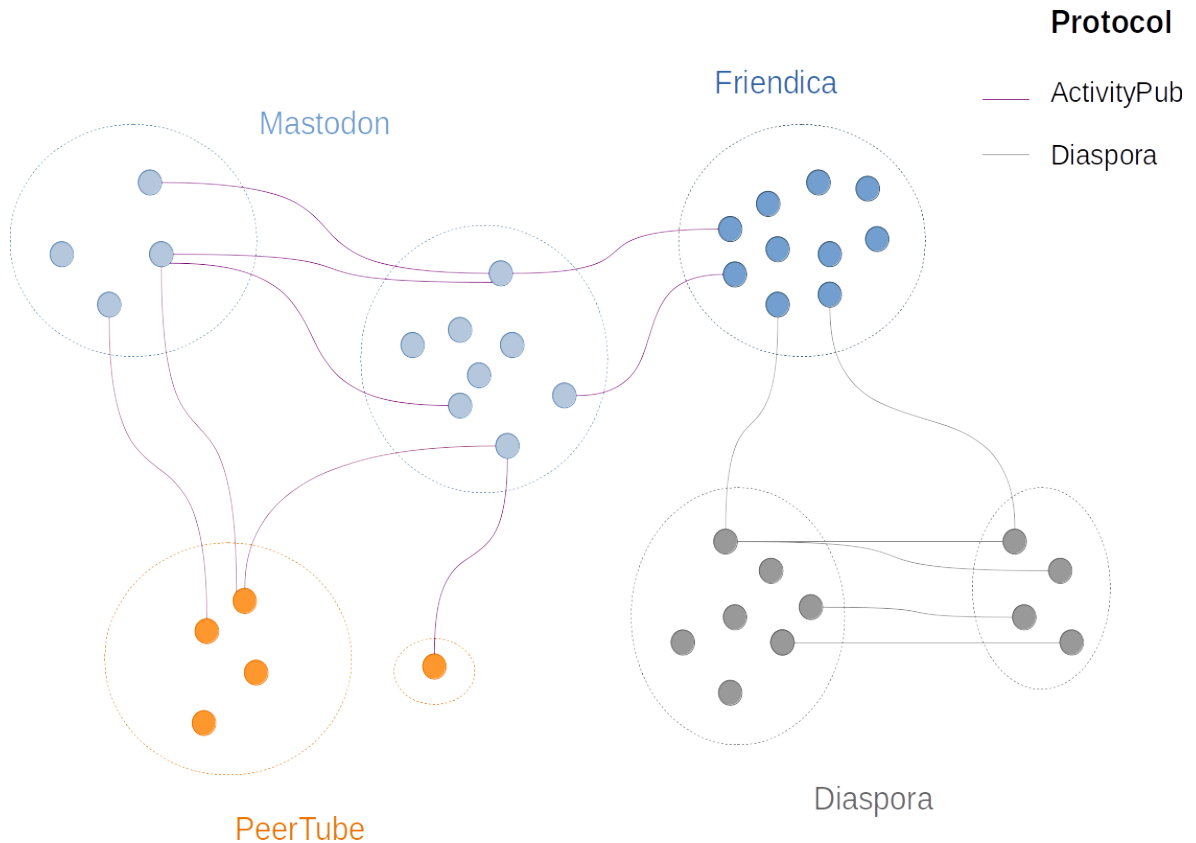 Protocol
Friendica
ActivityPub
Mastodon
Diaspora
Diaspora
PeerTube